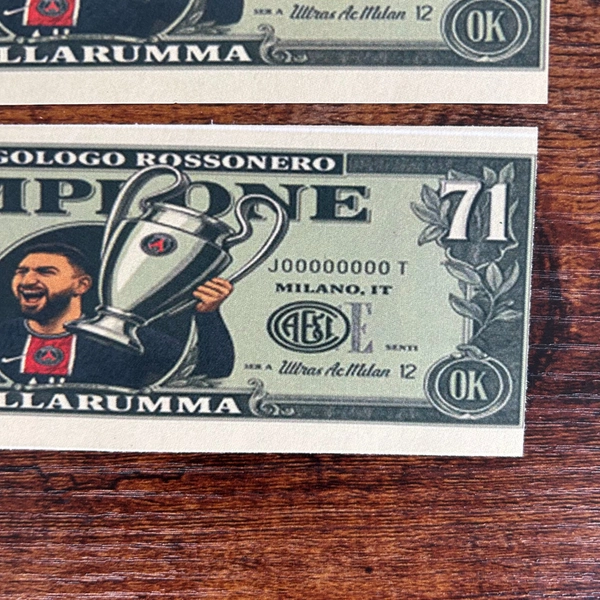 SER A Ultras Ac Milan 12
OK
LLARUMMA
GOLOGO ROSSONERO
MPIONE
71
J00000000 T
MILANO, IT
E
SENTI
SER A Ultras Ac Milan 12
OK
LLARUMMA